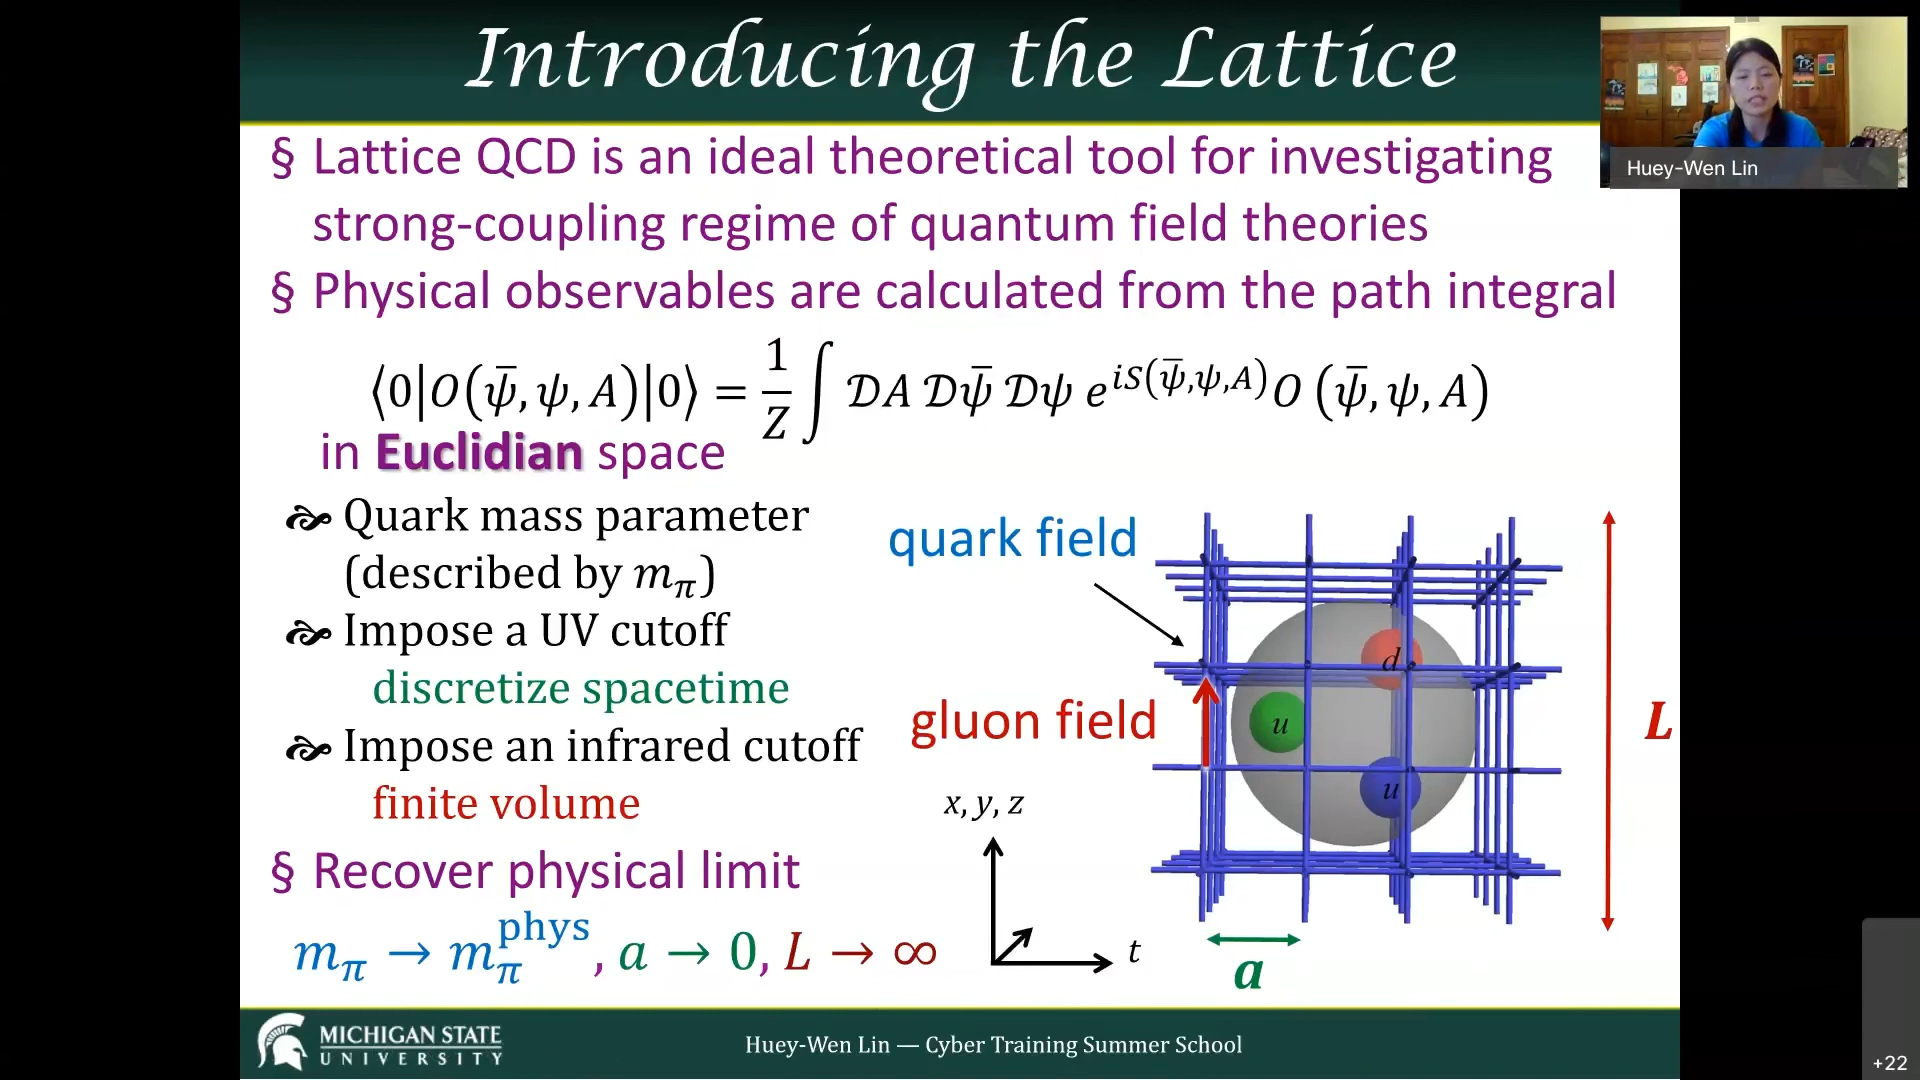 Introducing the Lattice
Huey-Wen Lin
§ Lattice QCD is an ideal theoretical tool for investigating
strong-coupling regime of quantum field theories
§ Physical observables are calculated from the path integral
⟨0|O(ψ̄, ψ, A)|0⟩ = 1/Z ∫ 𝒟A 𝒟ψ̄ 𝒟ψ e^{iS(ψ̄,ψ,A)} O (ψ̄, ψ, A)
in Euclidian space
Quark mass parameter
(described by mπ)
Impose a UV cutoff
discretize spacetime
Impose an infrared cutoff
finite volume
§ Recover physical limit
mπ → mπ^phys, a → 0, L → ∞
quark field
gluon field
x, y, z
t
d
u
u
L
a
MICHIGAN STATE
UNIVERSITY
Huey-Wen Lin — Cyber Training Summer School
+22